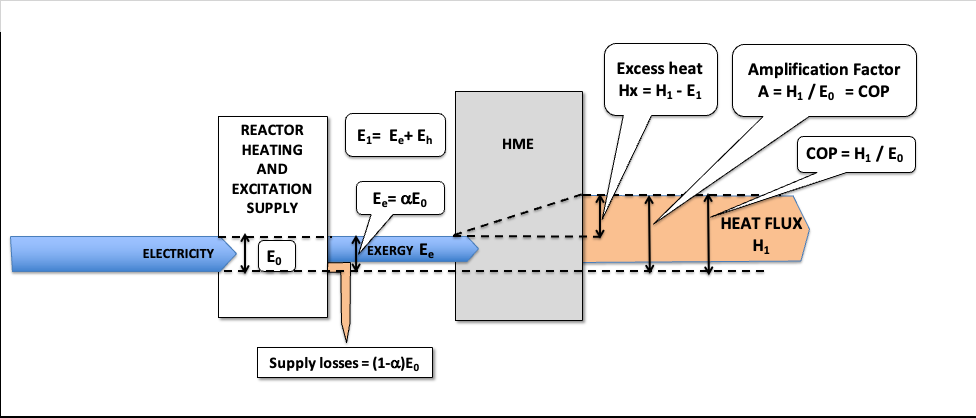 REACTOR
HEATING
AND
EXCITATION
SUPPLY
ELECTRICITY
E₀
E₁= Eₑ+ Eₕ
Eₑ= αE₀
EXERGY Eₑ
Supply losses = (1-α)E₀
HME
Excess heat
Hx = H₁ - E₁
Amplification Factor
A = H₁ / E₀ = COP
COP = H₁ / E₀
HEAT FLUX
H₁